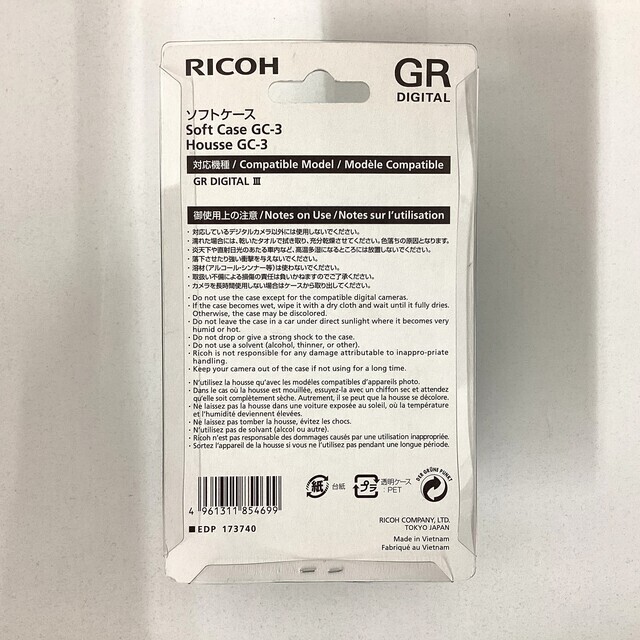 RICOH
GR
DIGITAL
ソフトケース
Soft Case GC-3
Housse GC-3
対応機種 / Compatible Model / Modèle Compatible
GR DIGITAL Ⅲ
御使用上の注意 / Notes on Use / Notes sur l'utilisation
・対応しているデジタルカメラ以外には使用しないでください。
・濡れた場合には、乾いたタオルで拭き取り、充分乾燥させてください。色落ちの原因となります。
・炎天下や直射日光のあたる車内など、高温多湿になるところには放置しないでください。
・落下させたり強い衝撃を与えないでください。
・溶材(アルコール・シンナー等)は使わないでください。
・取扱い不備による損傷の責任は負いかねますのでご了承ください。
・カメラを長時間使用しない場合はケースから取り出してください。
・Do not use the case except for the compatible digital cameras.
・If the case becomes wet, wipe it with a dry cloth and wait until it fully dries.
Otherwise, the case may be discolored.
・Do not leave the case in a car under direct sunlight where it becomes very
humid or hot.
・Do not drop or give a strong shock to the case.
・Do not use a solvent (alcohol, thinner, or other).
・Ricoh is not responsible for any damage attributable to inappro-priate
handling.
・Keep your camera out of the case if not using for a long time.
・N'utilisez la housse qu'avec les modèles compatibles d'appareils photo.
・Dans le cas où la housse est mouillée, essuyez-la avec un chiffon sec et attendez
qu'elle soit complètement sèche. Autrement, il se peut que la housse se décolore.
・Ne laissez pas la housse dans une voiture exposée au soleil, où la température
et l'humidité deviennent élevées.
・Ne laissez pas tomber la housse, évitez les chocs.
・N'utilisez pas de solvant (alccol ou autre).
・Ricoh n'est pas responsable des dommages causés par une utilisation inappropriée.
・Sortez l'appareil de la housse si vous ne l'utilisez pas pendant une longue période.
紙 台紙
プラ 透明ケース
: PET
DER GRÜNE PUNKT
4 961311 854699
■EDP 173740
RICOH COMPANY, LTD.
TOKYO JAPAN
Made in Vietnam
Fabriqué au Vietnam